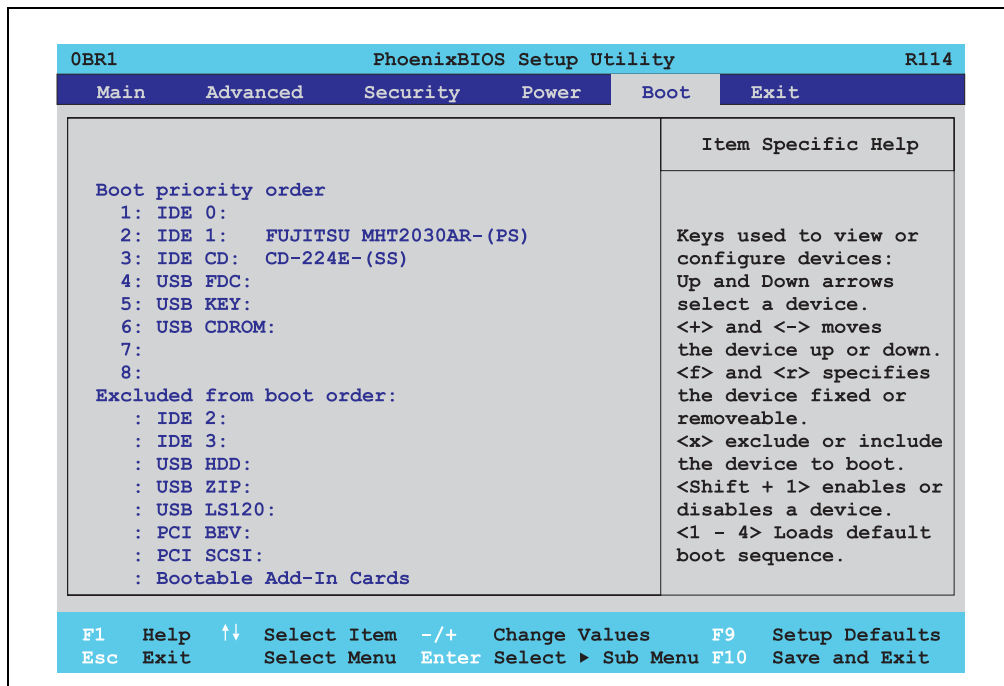 0BR1 PhoenixBIOS Setup Utility R114
Main Advanced Security Power Boot Exit
Item Specific Help
Boot priority order
1: IDE 0:
2: IDE 1: FUJITSU MHT2030AR-(PS)
3: IDE CD: CD-224E-(SS)
4: USB FDC:
5: USB KEY:
6: USB CDROM:
7:
8:
Excluded from boot order:
: IDE 2:
: IDE 3:
: USB HDD:
: USB ZIP:
: USB LS120:
: PCI BEV:
: PCI SCSI:
: Bootable Add-In Cards
Keys used to view or
configure devices:
Up and Down arrows
select a device.
<+> and <-> moves
the device up or down.
<f> and <r> specifies
the device fixed or
removeable.
<x> exclude or include
the device to boot.
<Shift + 1> enables or
disables a device.
<1 - 4> Loads default
boot sequence.
F1 Help ↑↓ Select Item -/+ Change Values F9 Setup Defaults
Esc Exit Select Menu Enter Select ▶ Sub Menu F10 Save and Exit